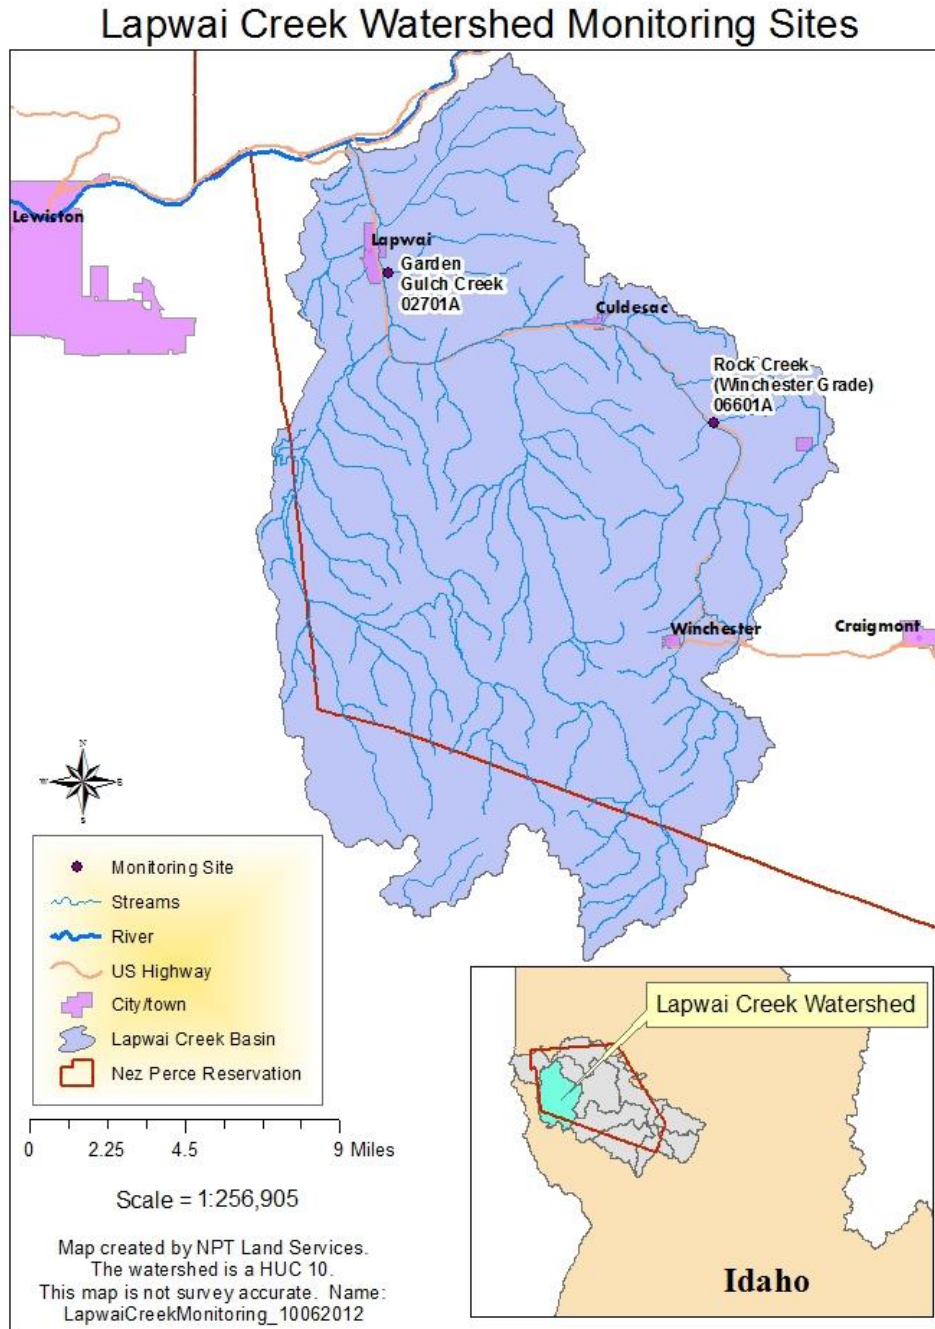 Lapwai Creek Watershed Monitoring Sites
Lewiston
Lapwai
Garden
Gulch Creek
02701A
Culdesac
Rock Creek
(Winchester Grade)
06601A
Winchester
Craigmont
N
W
E
S
Monitoring Site
Streams
River
US Highway
City/town
Lapwai Creek Basin
Nez Perce Reservation
0 2.25 4.5 9 Miles
Scale = 1:256,905
Map created by NPT Land Services.
The watershed is a HUC 10.
This map is not survey accurate. Name:
LapwaiCreekMonitoring_10062012
Lapwai Creek Watershed
Idaho